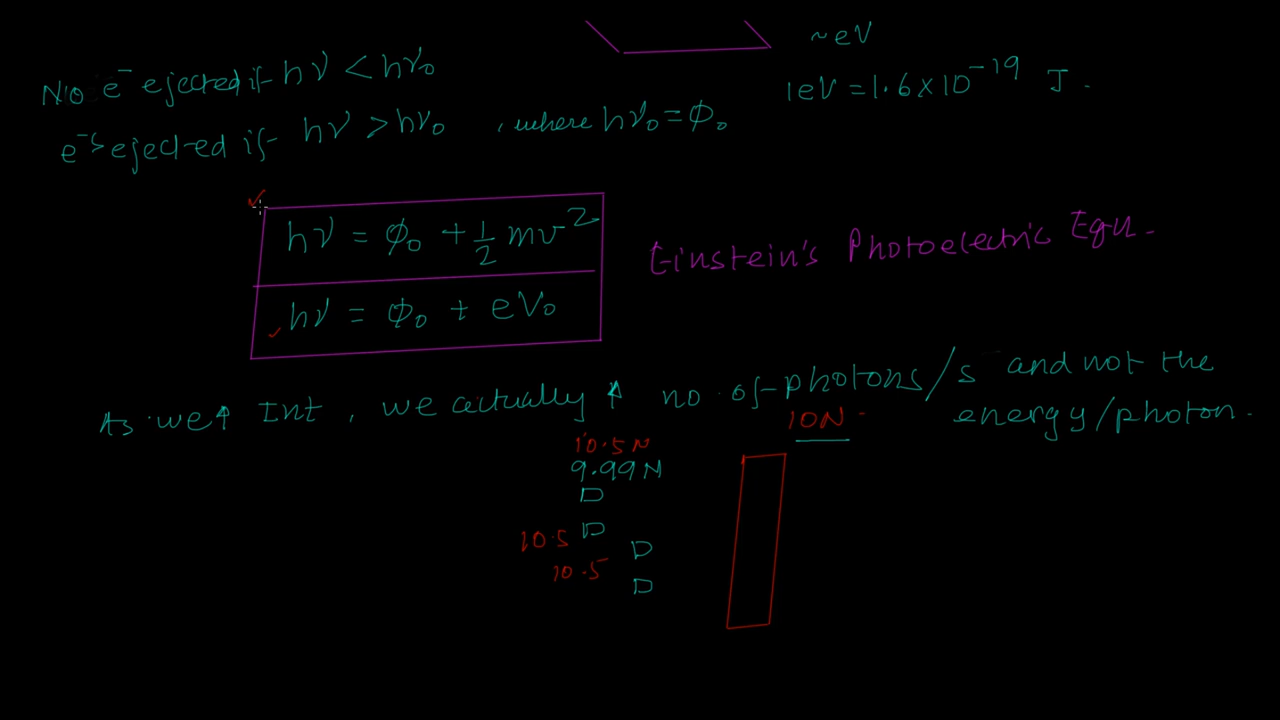 ~eV
No e⁻ ejected if hν < hν₀
1eV = 1.6×10⁻¹⁹ J.
e⁻s ejected if hν > hν₀, where hν₀ = ϕ₀
hν = ϕ₀ + 1/2 mv²
Einstein's Photoelectric Equ.
hν = ϕ₀ + eV₀
As we↑ Int, we actually ↑ no. of photons/s and not the
energy/photon.
10N.
10.5N
9.99N
D
10.5 D
D
10.5
D